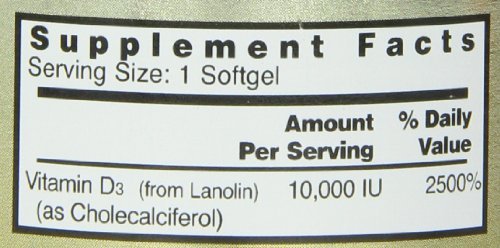 Supplement Facts
Serving Size: 1 Softgel
Amount % Daily
Per Serving Value
Vitamin D3 (from Lanolin) 10,000 IU 2500%
(as Cholecalciferol)